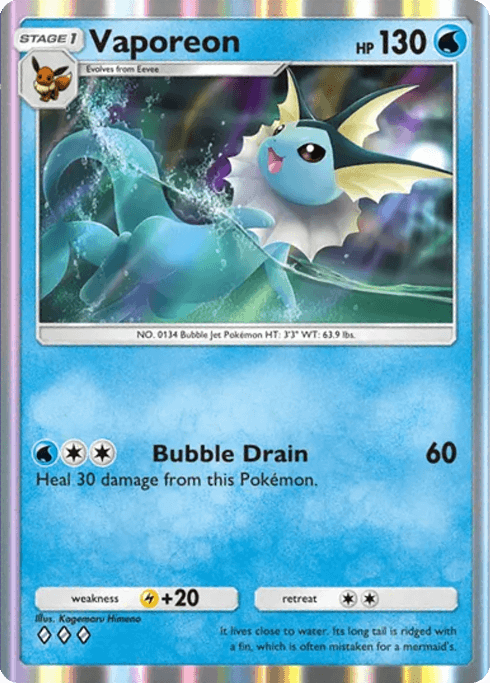 STAGE 1 Vaporeon HP 130
Evolves from Eevee
NO. 0134 Bubble Jet Pokémon HT: 3'3" WT: 63.9 lbs.
Bubble Drain 60
Heal 30 damage from this Pokémon.
weakness +20 retreat
Illus. Kagemaru Himeno
It lives close to water. Its long tail is ridged with
a fin, which is often mistaken for a mermaid's.